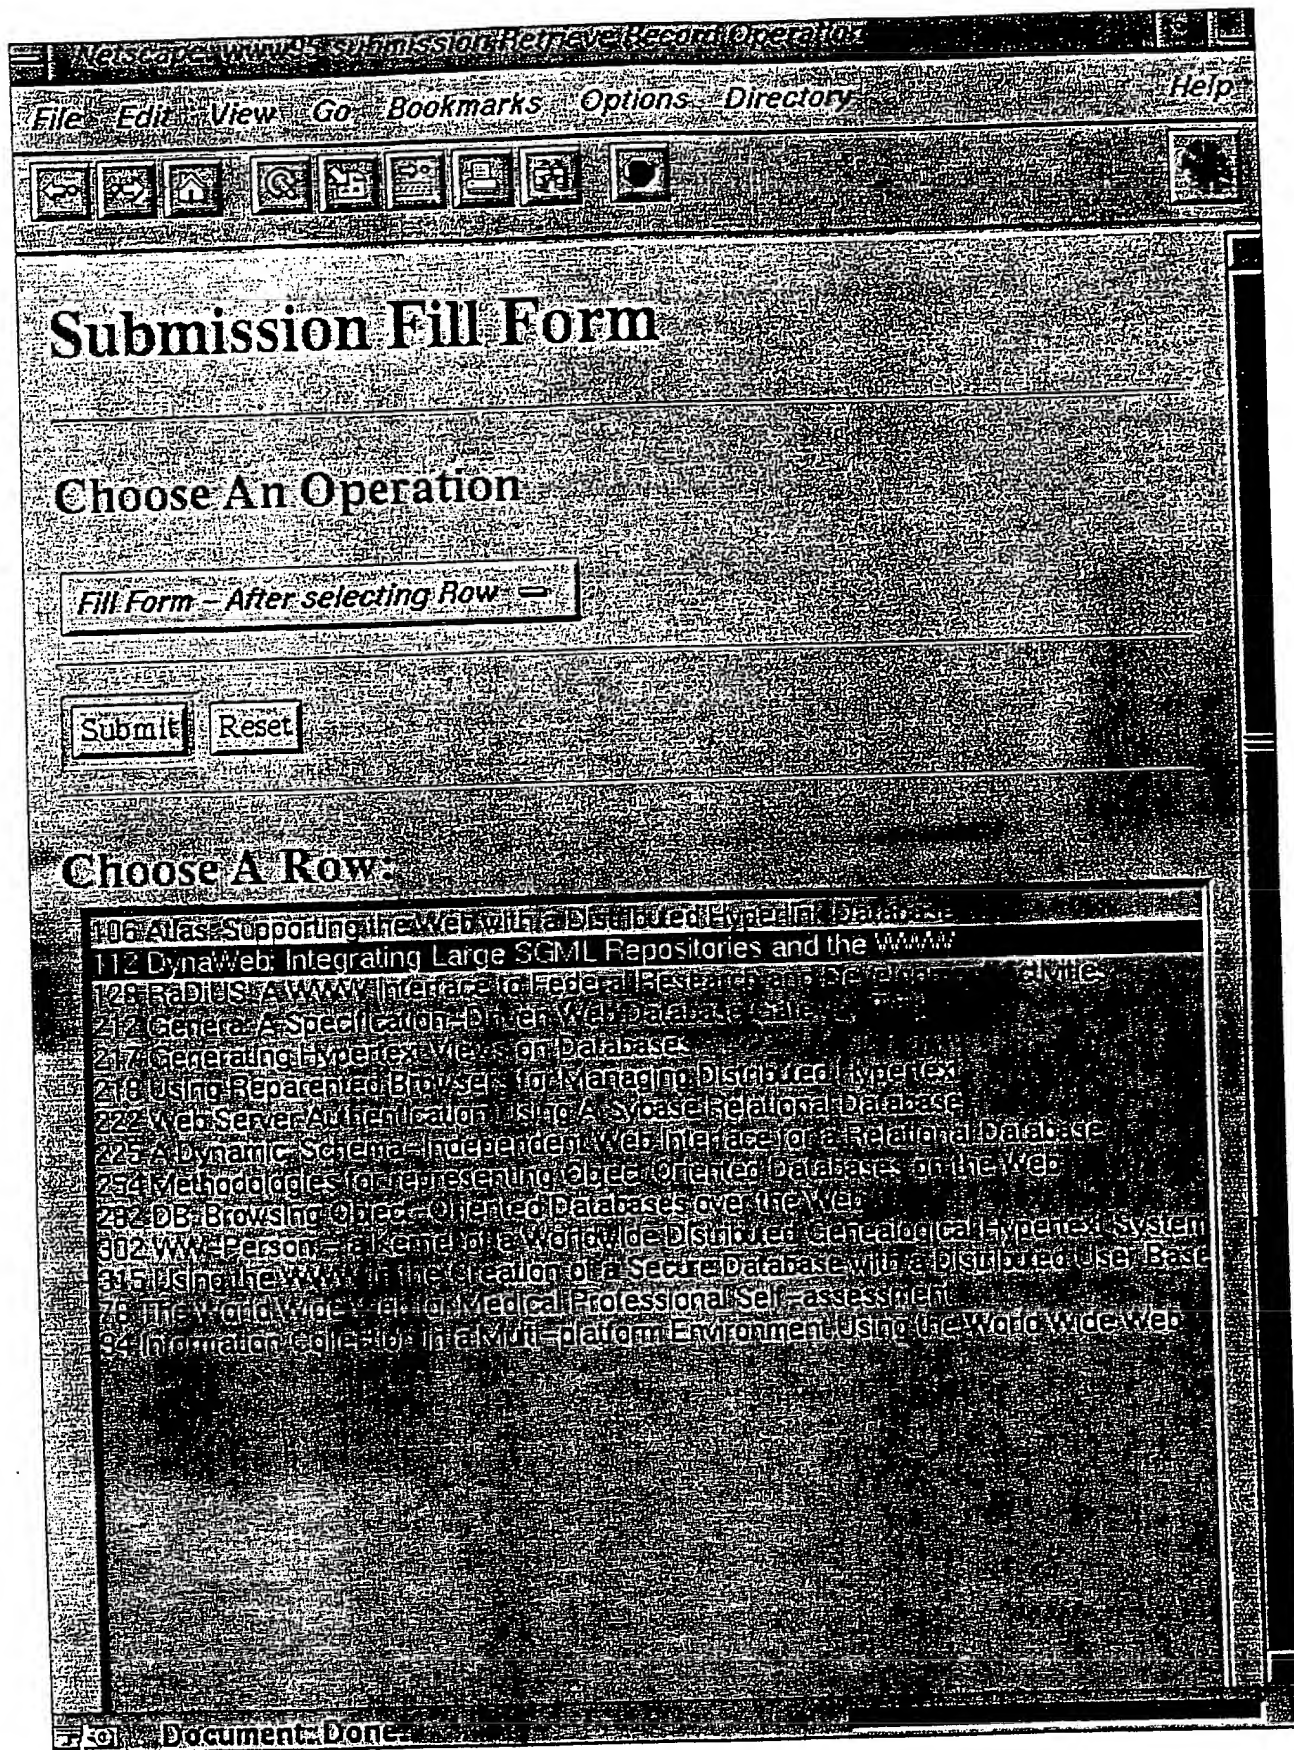 Netscape: www95 submission Retrieve Record Operation
File Edit View Go Bookmarks Options Directory Help
Submission Fill Form
Choose An Operation
Fill Form – After selecting Row
Submit Reset
Choose A Row:
106 Atlas: Supporting the Web with a Distributed Hyperlink Database
112 DynaWeb: Integrating Large SGML Repositories and the WWW
128 RaDiUS: A WWW Interface to Federal Research and Activities
212 Genera: A Specification-Driven Web Database
217 Generating Hypertext Views on Databases
218 Using Reparented Browsers for Managing Distributed Hypertext
222 Web Server Authentication Using A Sybase Relational Database
225 A Dynamic, Schema-Independent Web Interface for a Relational Database
254 Methodologies for representing Object Oriented Databases on the Web
282 DB: Browsing Object-Oriented Databases over the Web
302 WW-Person – a Kernel of a Worldwide Distributed Genealogical Hypertext System
315 Using the WWW in the Creation of a Secure Database with a Distributed User Base
78 The World Wide Web for Medical Professional Self-assessment
94 Information Collection in a Multi-platform Environment Using the World Wide Web
Document: Done.